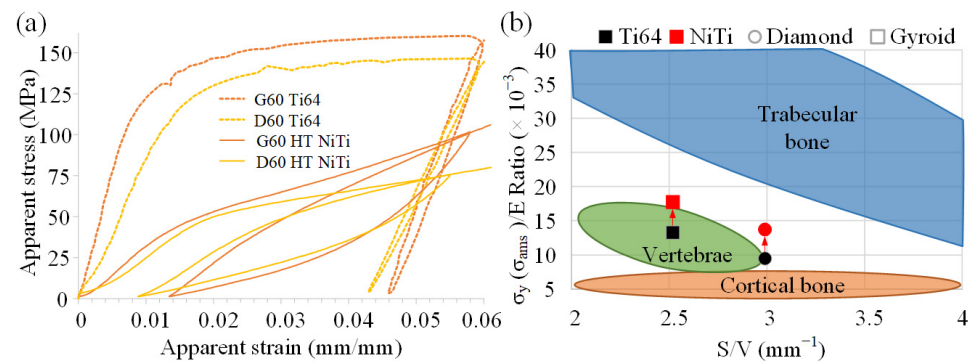 (a)
Apparent stress (MPa)
150
125
100
75
50
25
0
G60 Ti64
D60 Ti64
G60 HT NiTi
D60 HT NiTi
0 0.01 0.02 0.03 0.04 0.05 0.06
Apparent strain (mm/mm)
(b)
■ Ti64 ■ NiTi ○ Diamond □ Gyroid
σy (σams )/E Ratio (× 10⁻³)
40
35
30
25
20
15
10
5
Trabecular
bone
Vertebrae
Cortical bone
2 2.5 3 3.5 4
S/V (mm⁻¹)